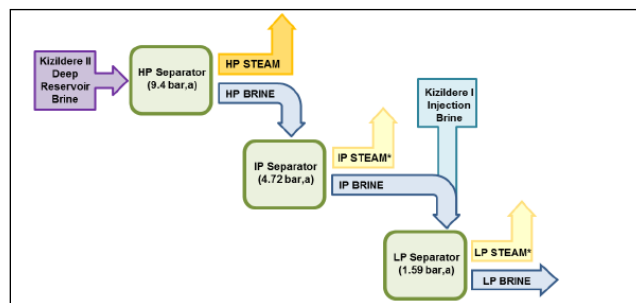 Kizildere II
Deep
Reservoir
Brine
HP Separator
(9.4 bar,a)
HP STEAM
HP BRINE
Kizildere I
Injection
Brine
IP Separator
(4.72 bar,a)
IP STEAM*
IP BRINE
LP Separator
(1.59 bar,a)
LP STEAM*
LP BRINE